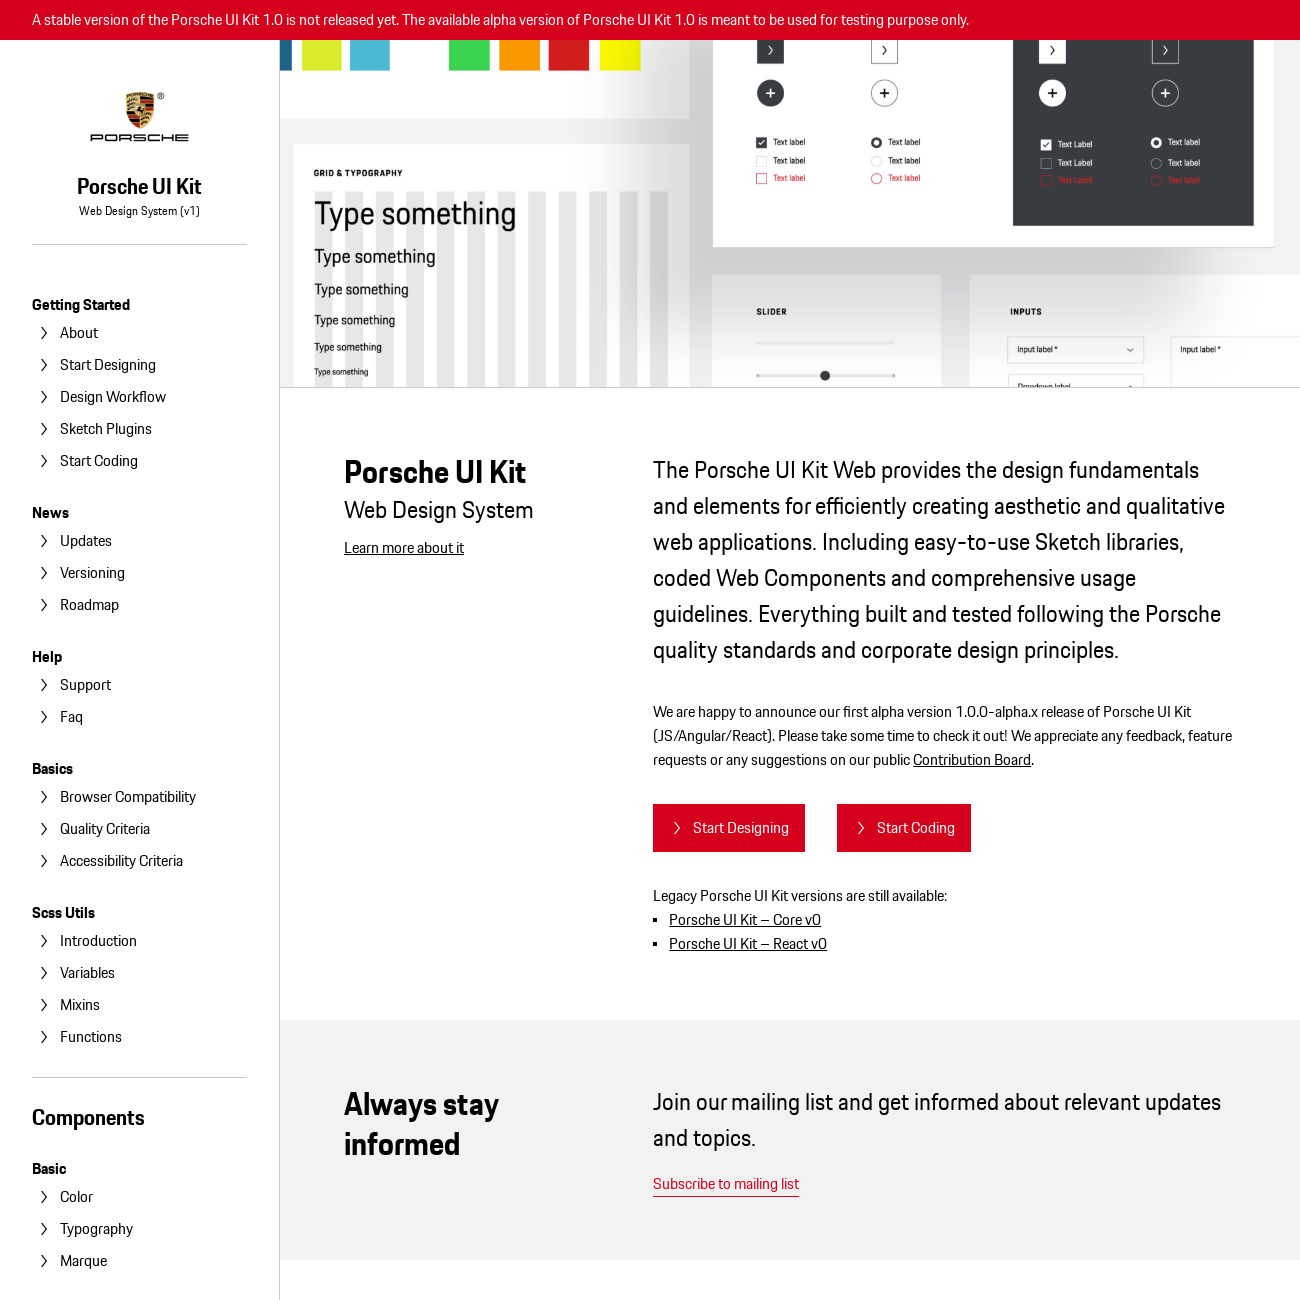 A stable version of the Porsche UI Kit 1.0 is not released yet. The available alpha version of Porsche UI Kit 1.0 is meant to be used for testing purpose only.
PORSCHE
®
Porsche UI Kit
Web Design System (v1)
Getting Started
About
Start Designing
Design Workflow
Sketch Plugins
Start Coding
News
Updates
Versioning
Roadmap
Help
Support
Faq
Basics
Browser Compatibility
Quality Criteria
Accessibility Criteria
Scss Utils
Introduction
Variables
Mixins
Functions
Components
Basic
Color
Typography
Marque
GRID & TYPOGRAPHY
Type something
Type something
Type something
Type something
Type something
Type something
Text label
Text label
Text label
Text label
Text label
Text label
Text Label
Text Label
Text Label
Text label
Text label
Text label
SLIDER
INPUTS
Input label *
Input label *
Dropdown label
Porsche UI Kit
Web Design System
Learn more about it
The Porsche UI Kit Web provides the design fundamentals
and elements for efficiently creating aesthetic and qualitative
web applications. Including easy-to-use Sketch libraries,
coded Web Components and comprehensive usage
guidelines. Everything built and tested following the Porsche
quality standards and corporate design principles.
We are happy to announce our first alpha version 1.0.0-alpha.x release of Porsche UI Kit
(JS/Angular/React). Please take some time to check it out! We appreciate any feedback, feature
requests or any suggestions on our public Contribution Board.
Start Designing
Start Coding
Legacy Porsche UI Kit versions are still available:
▪ Porsche UI Kit – Core v0
▪ Porsche UI Kit – React v0
Always stay
informed
Join our mailing list and get informed about relevant updates
and topics.
Subscribe to mailing list